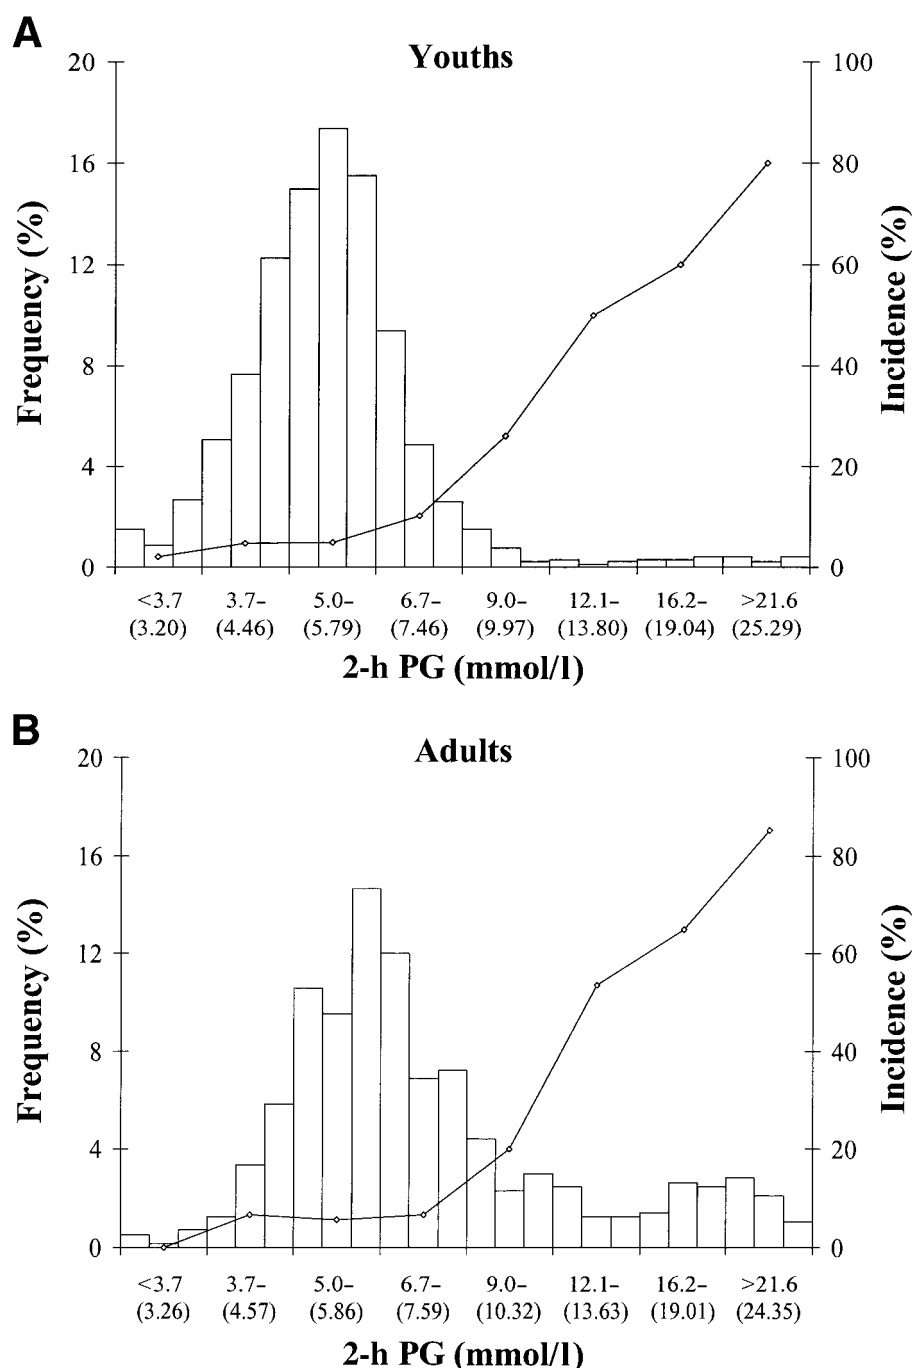 A
Youths
20
16
12
8
4
0
100
80
60
40
20
0
Frequency (%)
Incidence (%)
<3.7 3.7– 5.0– 6.7– 9.0– 12.1– 16.2– >21.6
(3.20) (4.46) (5.79) (7.46) (9.97) (13.80) (19.04) (25.29)
2-h PG (mmol/l)
B
Adults
20
16
12
8
4
0
100
80
60
40
20
0
Frequency (%)
Incidence (%)
<3.7 3.7– 5.0– 6.7– 9.0– 12.1– 16.2– >21.6
(3.26) (4.57) (5.86) (7.59) (10.32) (13.63) (19.01) (24.35)
2-h PG (mmol/l)